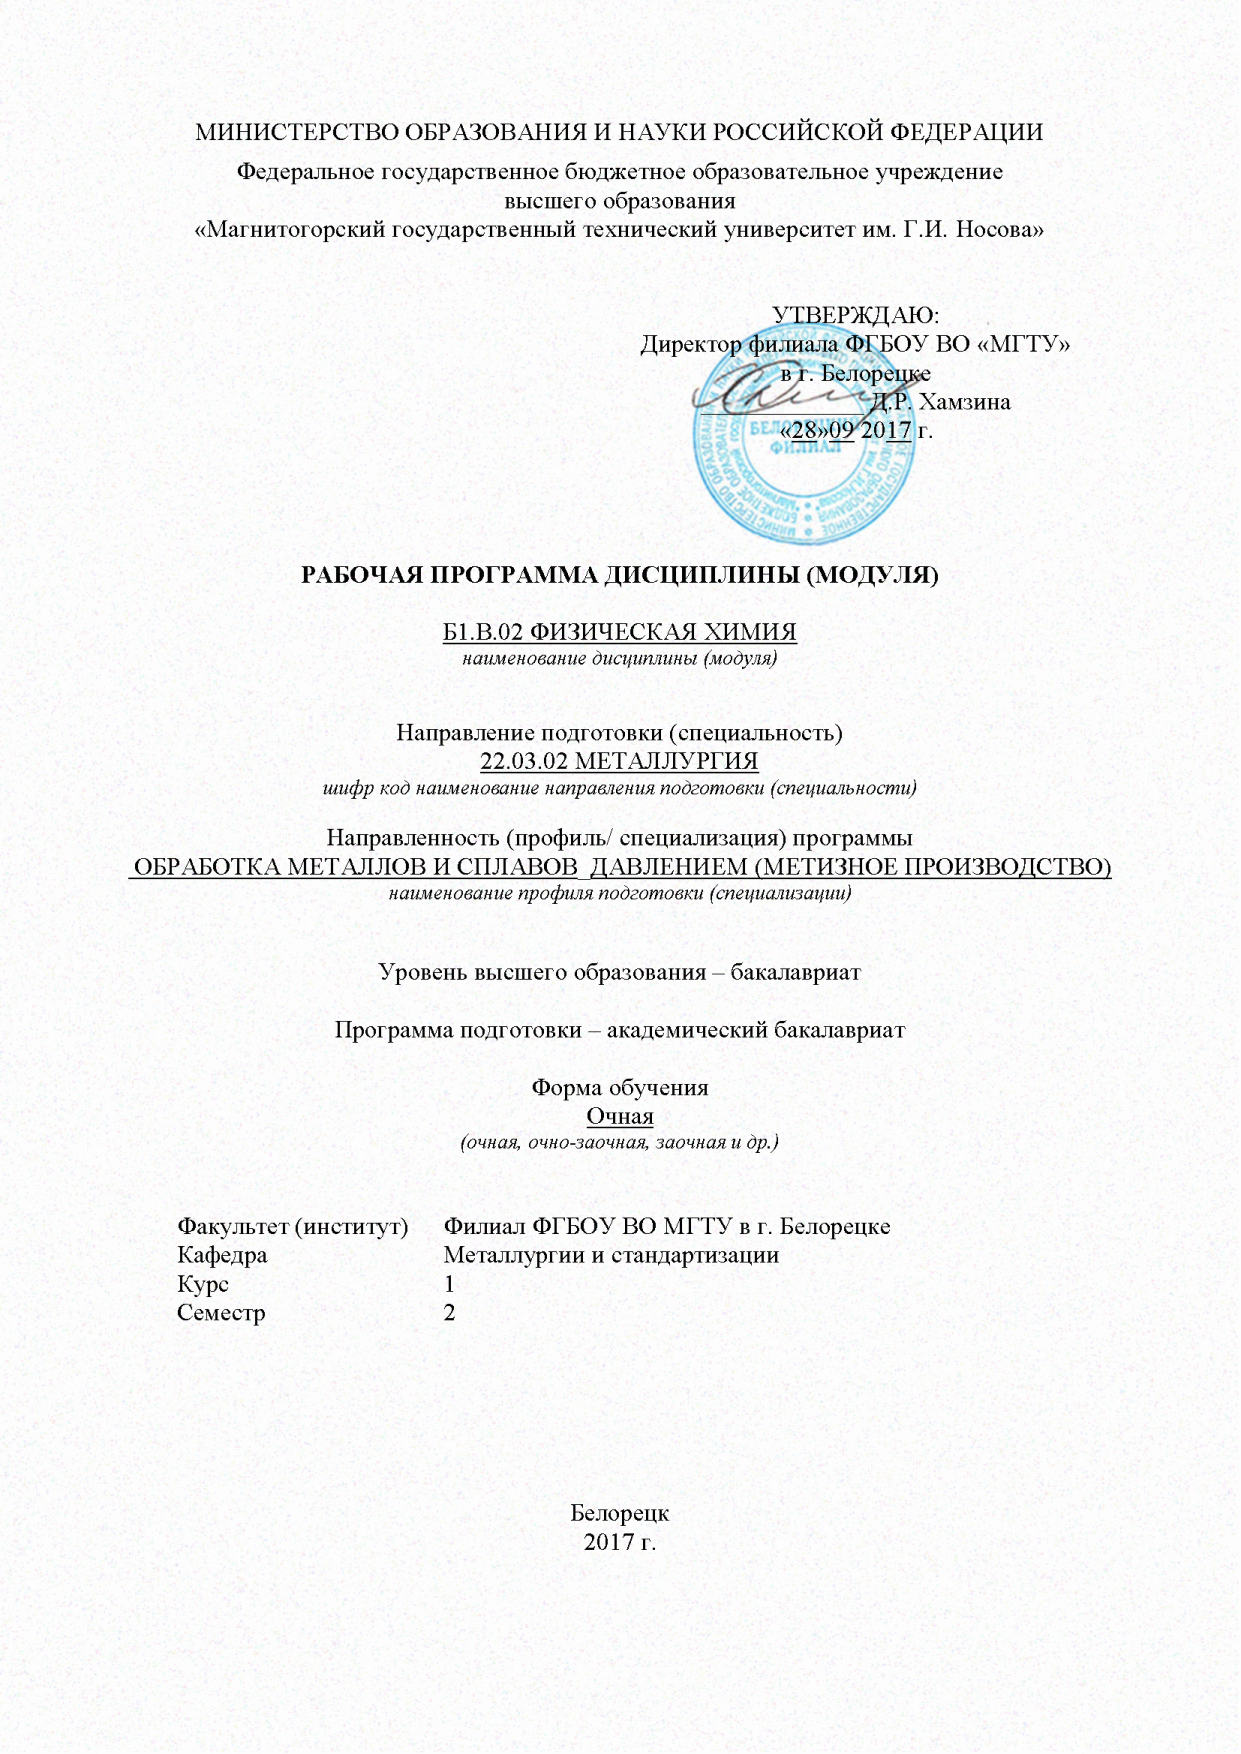 МИНИСТЕРСТВО ОБРАЗОВАНИЯ И НАУКИ РОССИЙСКОЙ ФЕДЕРАЦИИ
Федеральное государственное бюджетное образовательное учреждение
высшего образования
«Магнитогорский государственный технический университет им. Г.И. Носова»
УТВЕРЖДАЮ:
Директор филиала ФГБОУ ВО «МГТУ»
в г. Белорецке
Д.Р. Хамзина
«28»09 2017 г.
БЕЛОРЕЦКИЙ
ФИЛИАЛ
РАБОЧАЯ ПРОГРАММА ДИСЦИПЛИНЫ (МОДУЛЯ)
Б1.В.02 ФИЗИЧЕСКАЯ ХИМИЯ
наименование дисциплины (модуля)
Направление подготовки (специальность)
22.03.02 МЕТАЛЛУРГИЯ
шифр код наименование направления подготовки (специальности)
Направленность (профиль/ специализация) программы
ОБРАБОТКА МЕТАЛЛОВ И СПЛАВОВ ДАВЛЕНИЕМ (МЕТИЗНОЕ ПРОИЗВОДСТВО)
наименование профиля подготовки (специализации)
Уровень высшего образования – бакалавриат
Программа подготовки – академический бакалавриат
Форма обучения
Очная
(очная, очно-заочная, заочная и др.)
Факультет (институт) Филиал ФГБОУ ВО МГТУ в г. Белорецке
Кафедра Металлургии и стандартизации
Курс 1
Семестр 2
Белорецк
2017 г.